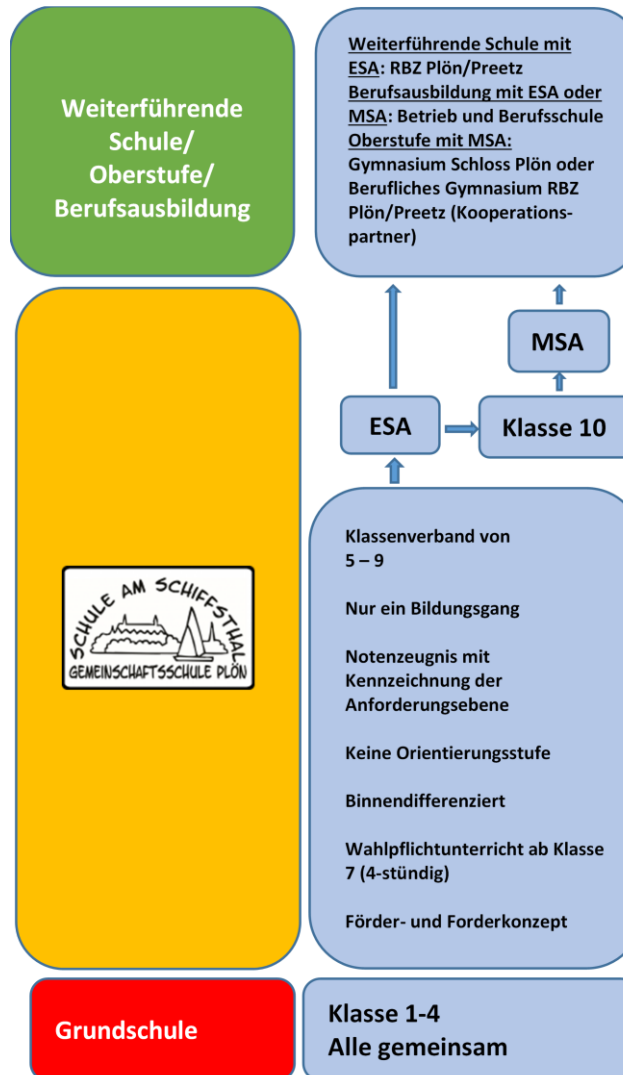 Weiterführende
Schule/
Oberstufe/
Berufsausbildung
Weiterführende Schule mit
ESA: RBZ Plön/Preetz
Berufsausbildung mit ESA oder
MSA: Betrieb und Berufsschule
Oberstufe mit MSA:
Gymnasium Schloss Plön oder
Berufliches Gymnasium RBZ
Plön/Preetz (Kooperations-
partner)
MSA
ESA
Klasse 10
SCHULE AM SCHIFFSTHAL
GEMEINSCHAFTSSCHULE PLÖN
Klassenverband von
5 – 9
Nur ein Bildungsgang
Notenzeugnis mit
Kennzeichnung der
Anforderungsebene
Keine Orientierungsstufe
Binnendifferenziert
Wahlpflichtunterricht ab Klasse
7 (4-stündig)
Förder- und Forderkonzept
Grundschule
Klasse 1-4
Alle gemeinsam